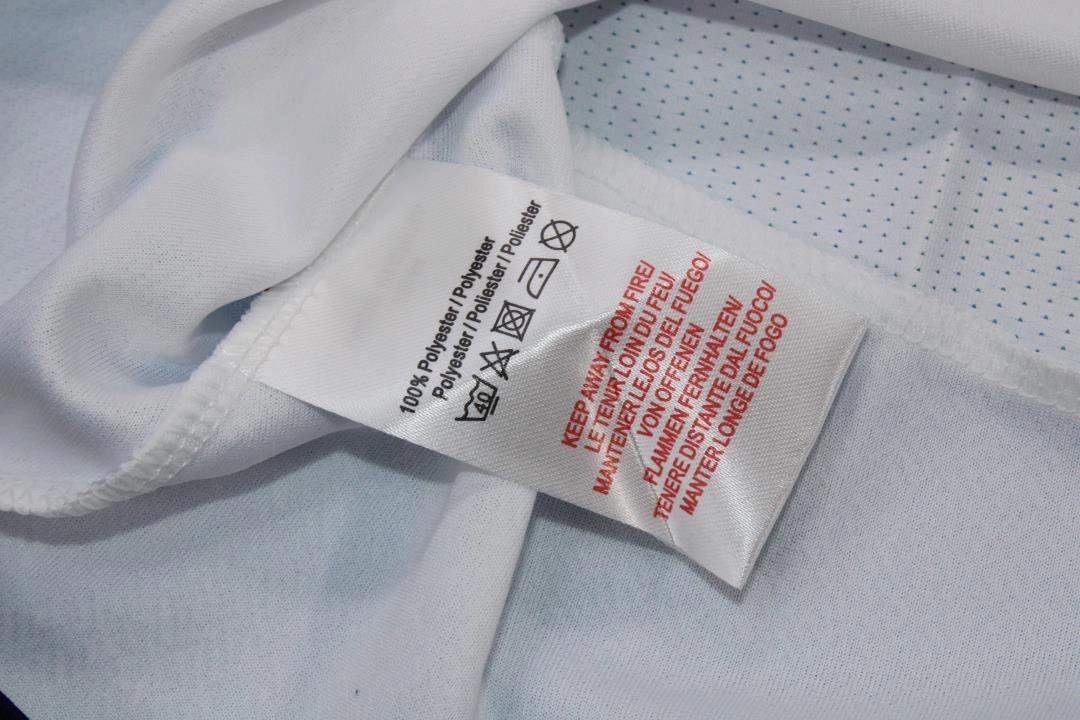 100% Polyester / Polyester
Polyester / Poliester / Poliester
40
KEEP AWAY FROM FIRE/
LE TENIR LOIN DU FEU/
MANTENER LEJOS DEL FUEGO/
VON OFFENEN
FLAMMEN FERNHALTEN/
TENERE DISTANTE DAL FUOCO/
MANTER LONGE DE FOGO